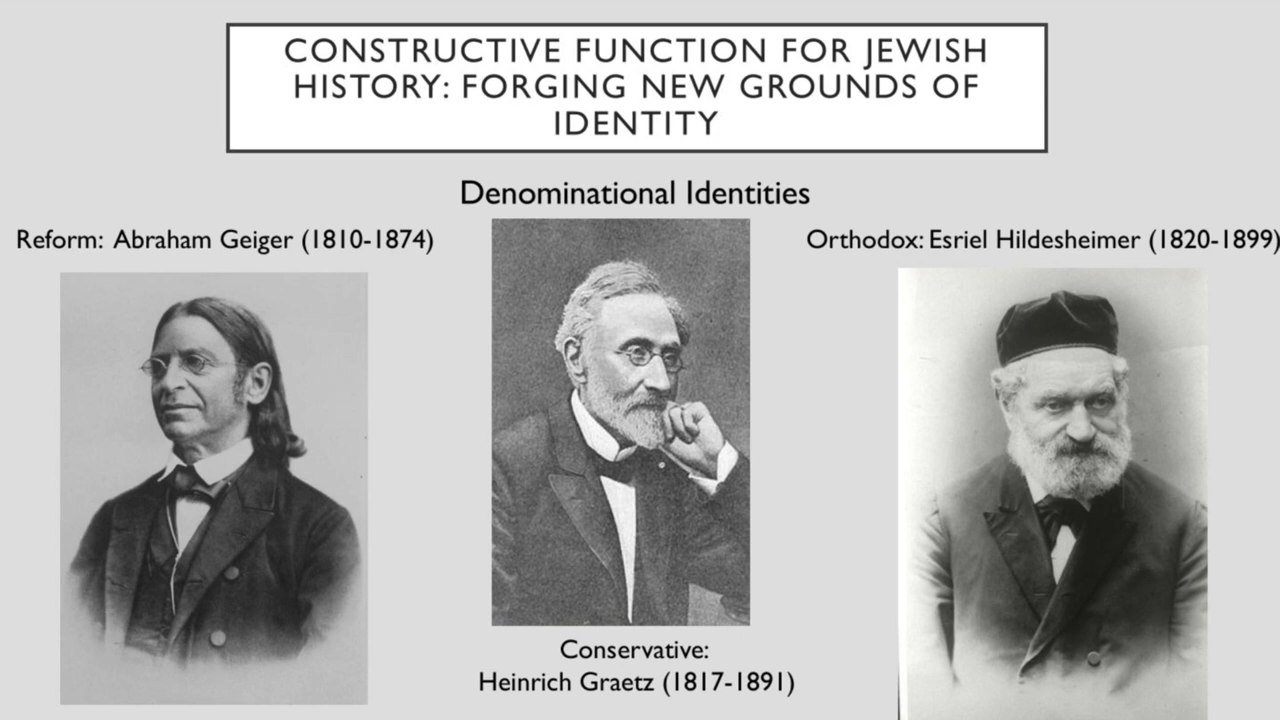 CONSTRUCTIVE FUNCTION FOR JEWISH
HISTORY: FORGING NEW GROUNDS OF
IDENTITY
Denominational Identities
Reform: Abraham Geiger (1810-1874)
Orthodox: Esriel Hildesheimer (1820-1899)
Conservative:
Heinrich Graetz (1817-1891)